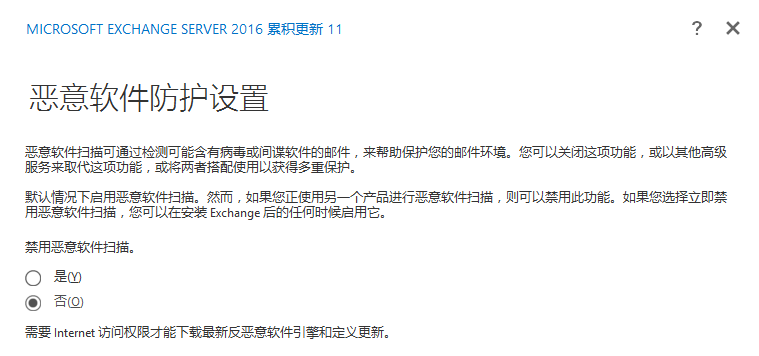 MICROSOFT EXCHANGE SERVER 2016 累积更新 11
? ×
恶意软件防护设置
恶意软件扫描可通过检测可能含有病毒或间谍软件的邮件，来帮助保护您的邮件环境。您可以关闭这项功能，或以其他高级
服务来取代这项功能，或将两者搭配使用以获得多重保护。
默认情况下启用恶意软件扫描。然而，如果您正使用另一个产品进行恶意软件扫描，则可以禁用此功能。如果您选择立即禁
用恶意软件扫描，您可以在安装 Exchange 后的任何时候启用它。
禁用恶意软件扫描。
是(Y)
否(O)
需要 Internet 访问权限才能下载最新反恶意软件引擎和定义更新。